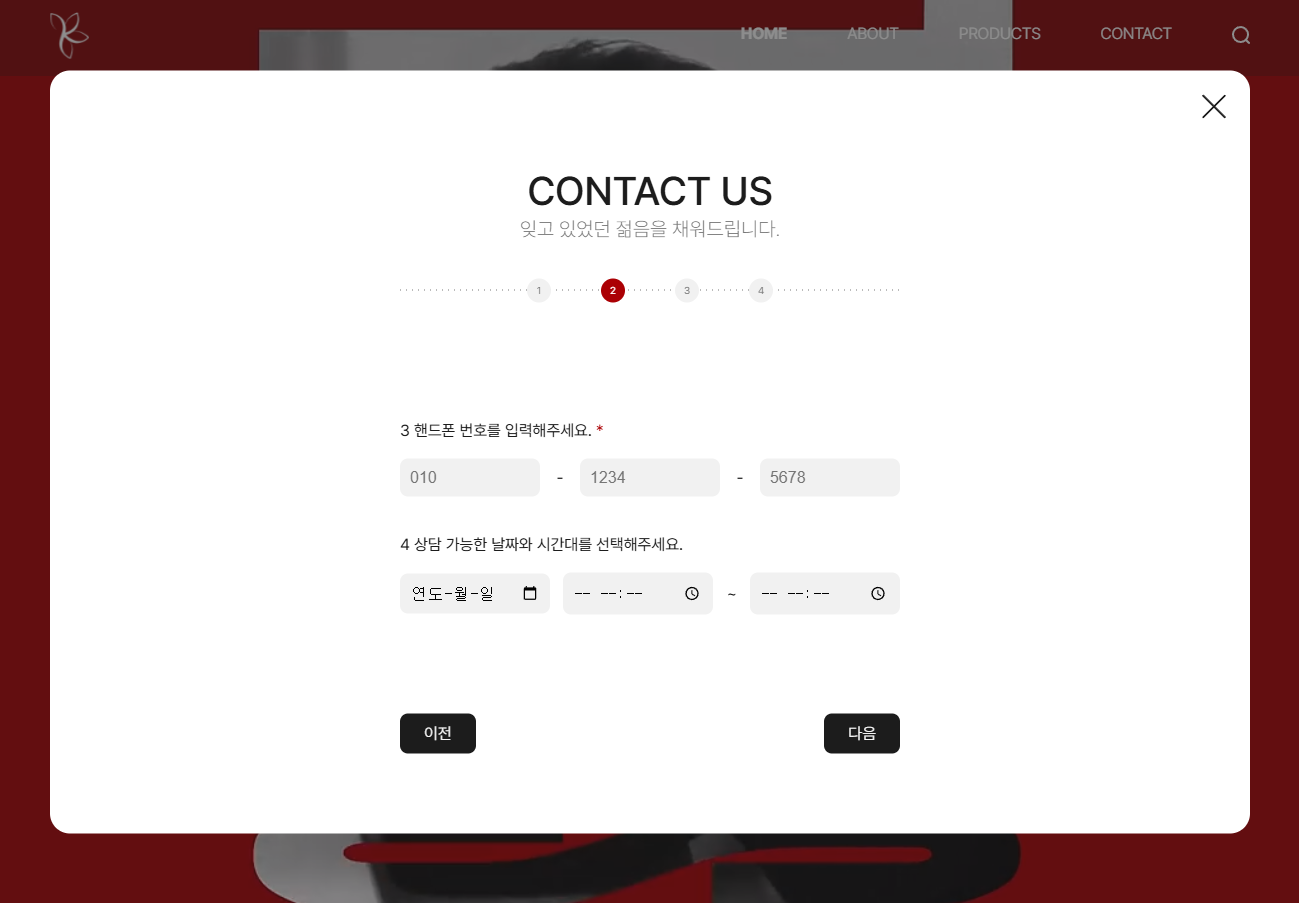 HOME ABOUT PRODUCTS CONTACT
CONTACT US
잊고 있었던 젊음을 채워드립니다.
1 2 3 4
3 핸드폰 번호를 입력해주세요. *
010 - 1234 - 5678
4 상담 가능한 날짜와 시간대를 선택해주세요.
연도-월-일 -- --:-- ~ -- --:--
이전 다음